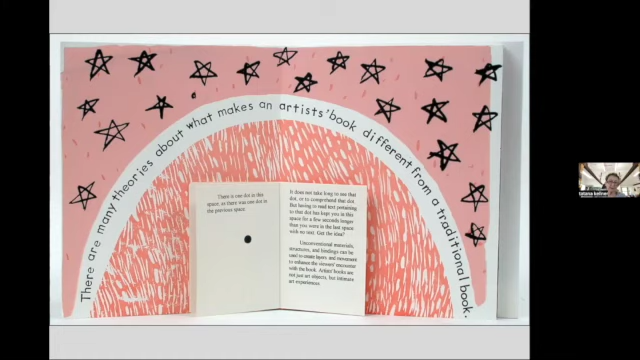 There are many theories about what makes an artists' book different from a traditional book.
There is one dot in this
space, as there was one dot in
the previous space.
It does not take long to see that
dot, or to comprehend that dot.
But having to read text pertaining
to that dot has kept you in this
space for a few seconds longer
than you were in the last space
with no text. Get the idea?
Unconventional materials,
structures, and bindings can be
used to create layers and movement
to enhance the viewers' encounter
with the book. Artists' books are
not just art objects, but intimate
art experiences
tatana kellner